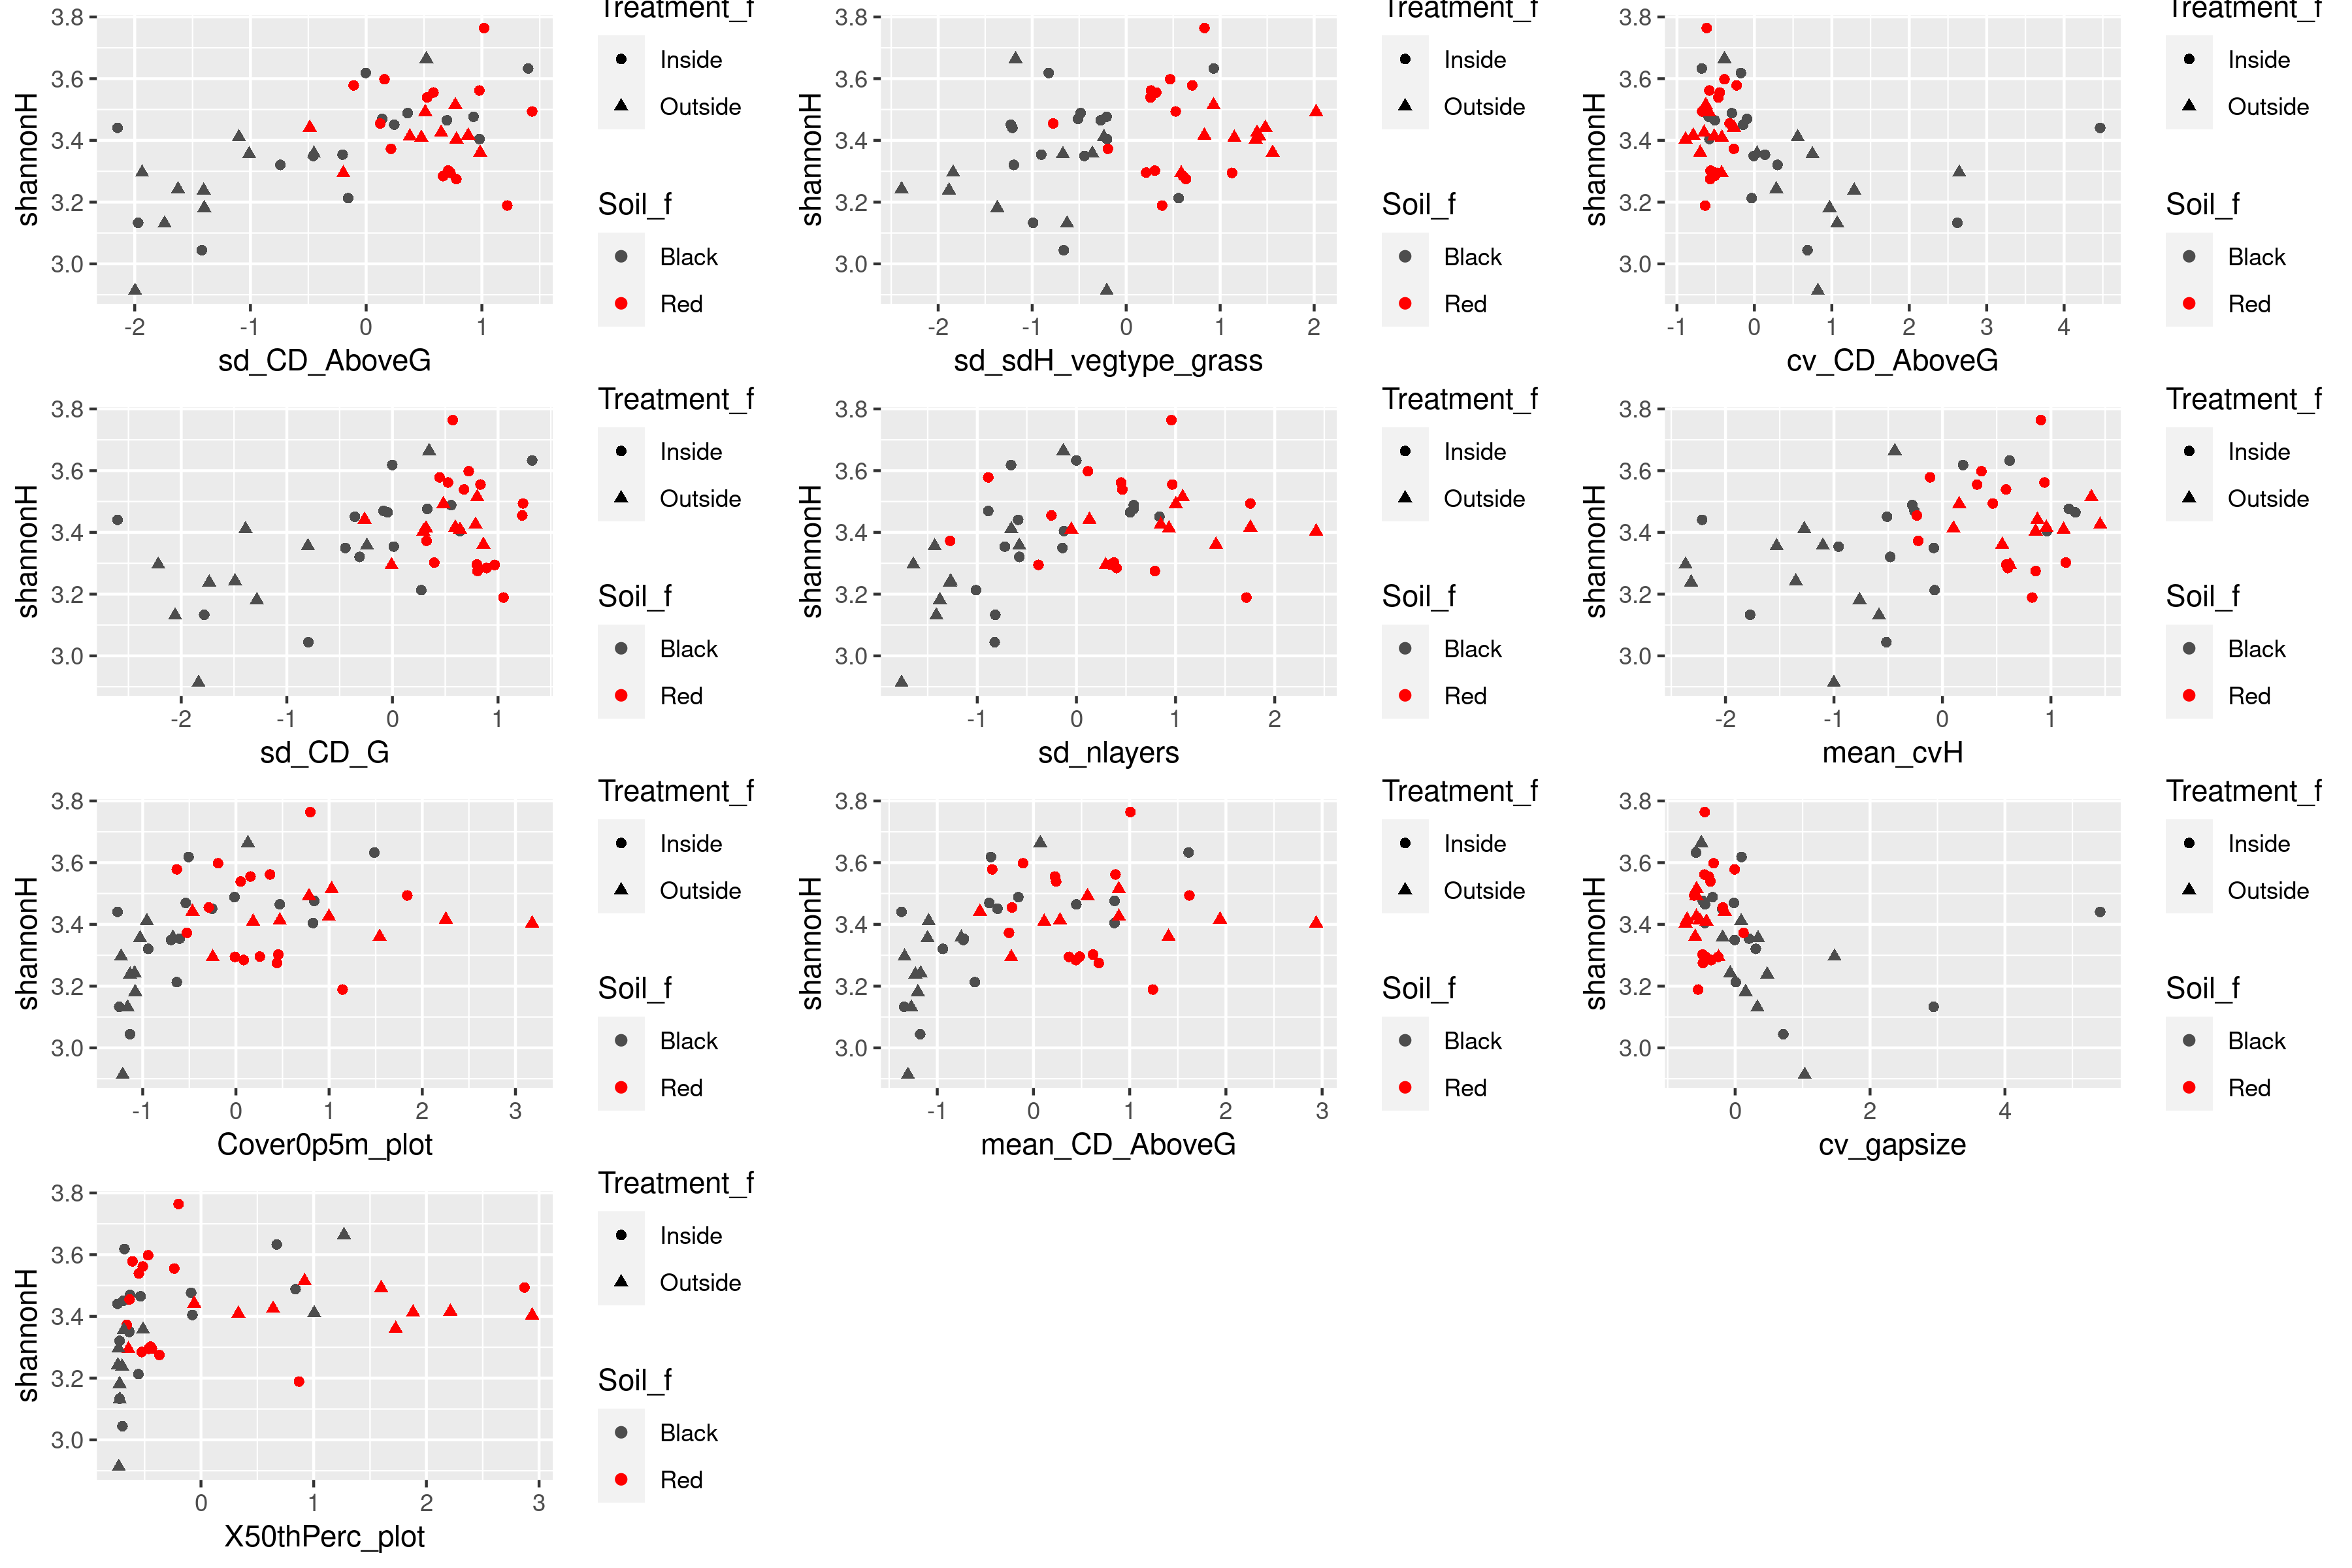 3.8
3.6
3.4
3.2
3.0
shannonH
-2 -1 0 1
sd_CD_AboveG
Treatment_f
Inside
Outside
Soil_f
Black
Red
3.8
3.6
3.4
3.2
3.0
shannonH
-2 -1 0 1 2
sd_sdH_vegtype_grass
Treatment_f
Inside
Outside
Soil_f
Black
Red
3.8
3.6
3.4
3.2
3.0
shannonH
-1 0 1 2 3 4
cv_CD_AboveG
Treatment_f
Inside
Outside
Soil_f
Black
Red
3.8
3.6
3.4
3.2
3.0
shannonH
-2 -1 0 1
sd_CD_G
Treatment_f
Inside
Outside
Soil_f
Black
Red
3.8
3.6
3.4
3.2
3.0
shannonH
-1 0 1 2
sd_nlayers
Treatment_f
Inside
Outside
Soil_f
Black
Red
3.8
3.6
3.4
3.2
3.0
shannonH
-2 -1 0 1
mean_cvH
Treatment_f
Inside
Outside
Soil_f
Black
Red
3.8
3.6
3.4
3.2
3.0
shannonH
-1 0 1 2 3
Cover0p5m_plot
Treatment_f
Inside
Outside
Soil_f
Black
Red
3.8
3.6
3.4
3.2
3.0
shannonH
-1 0 1 2 3
mean_CD_AboveG
Treatment_f
Inside
Outside
Soil_f
Black
Red
3.8
3.6
3.4
3.2
3.0
shannonH
0 2 4
cv_gapsize
Treatment_f
Inside
Outside
Soil_f
Black
Red
3.8
3.6
3.4
3.2
3.0
shannonH
0 1 2 3
X50thPerc_plot
Treatment_f
Inside
Outside
Soil_f
Black
Red